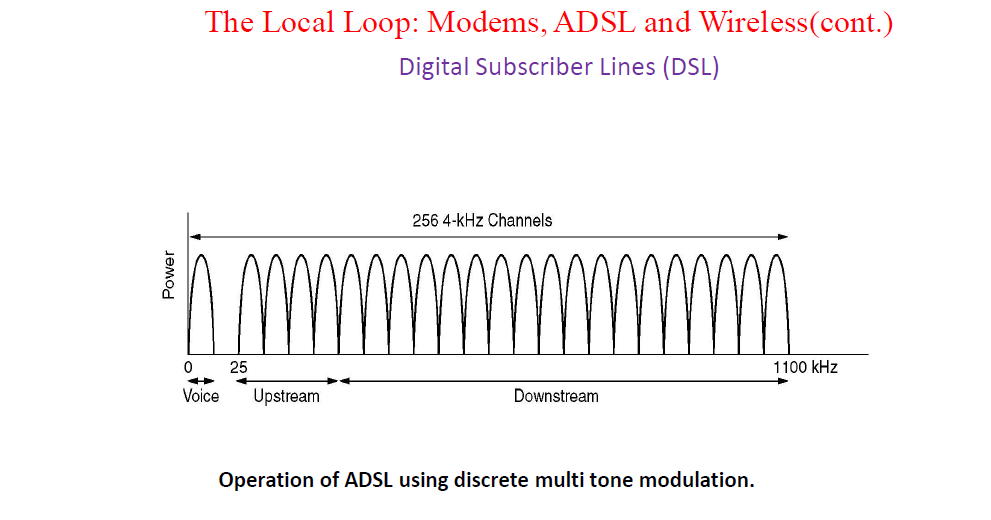 The Local Loop: Modems, ADSL and Wireless(cont.)
Digital Subscriber Lines (DSL)
256 4-kHz Channels
Power
0 25 1100 kHz
Voice Upstream Downstream
Operation of ADSL using discrete multi tone modulation.